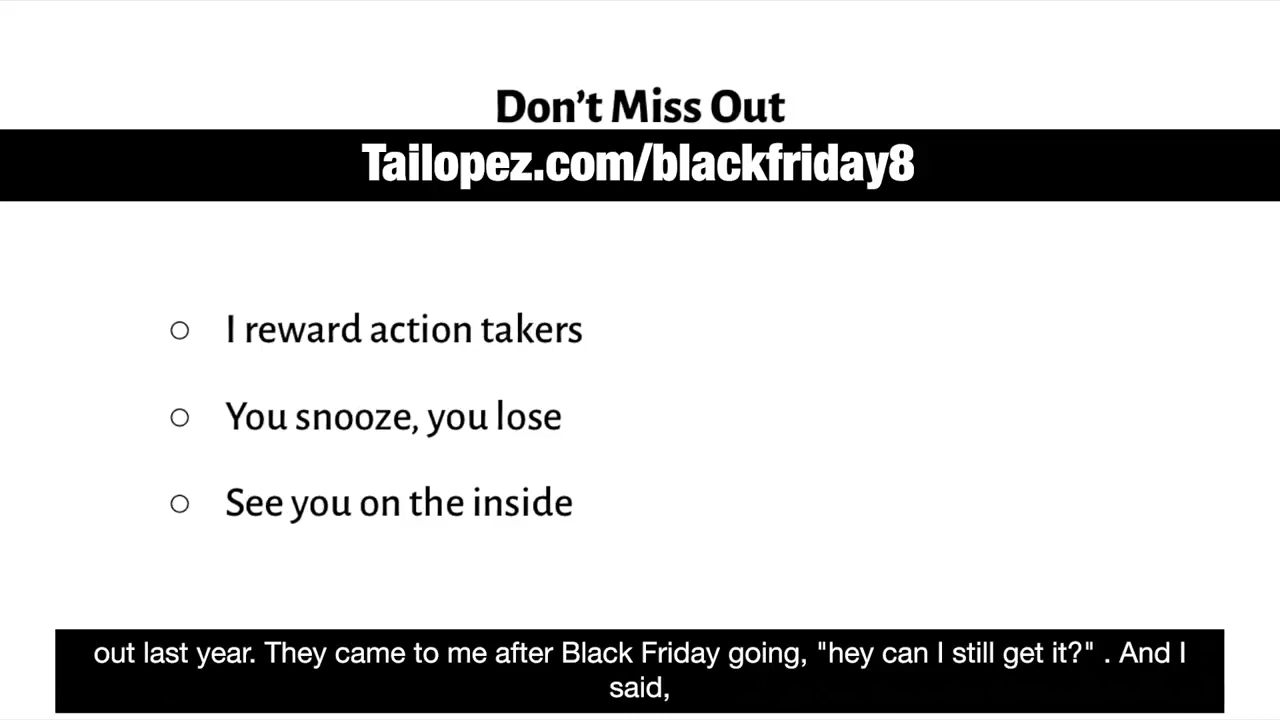 Don't Miss Out
Tailopez.com/blackfriday8
○ I reward action takers
○ You snooze, you lose
○ See you on the inside
out last year. They came to me after Black Friday going, "hey can I still get it?" . And I
said,